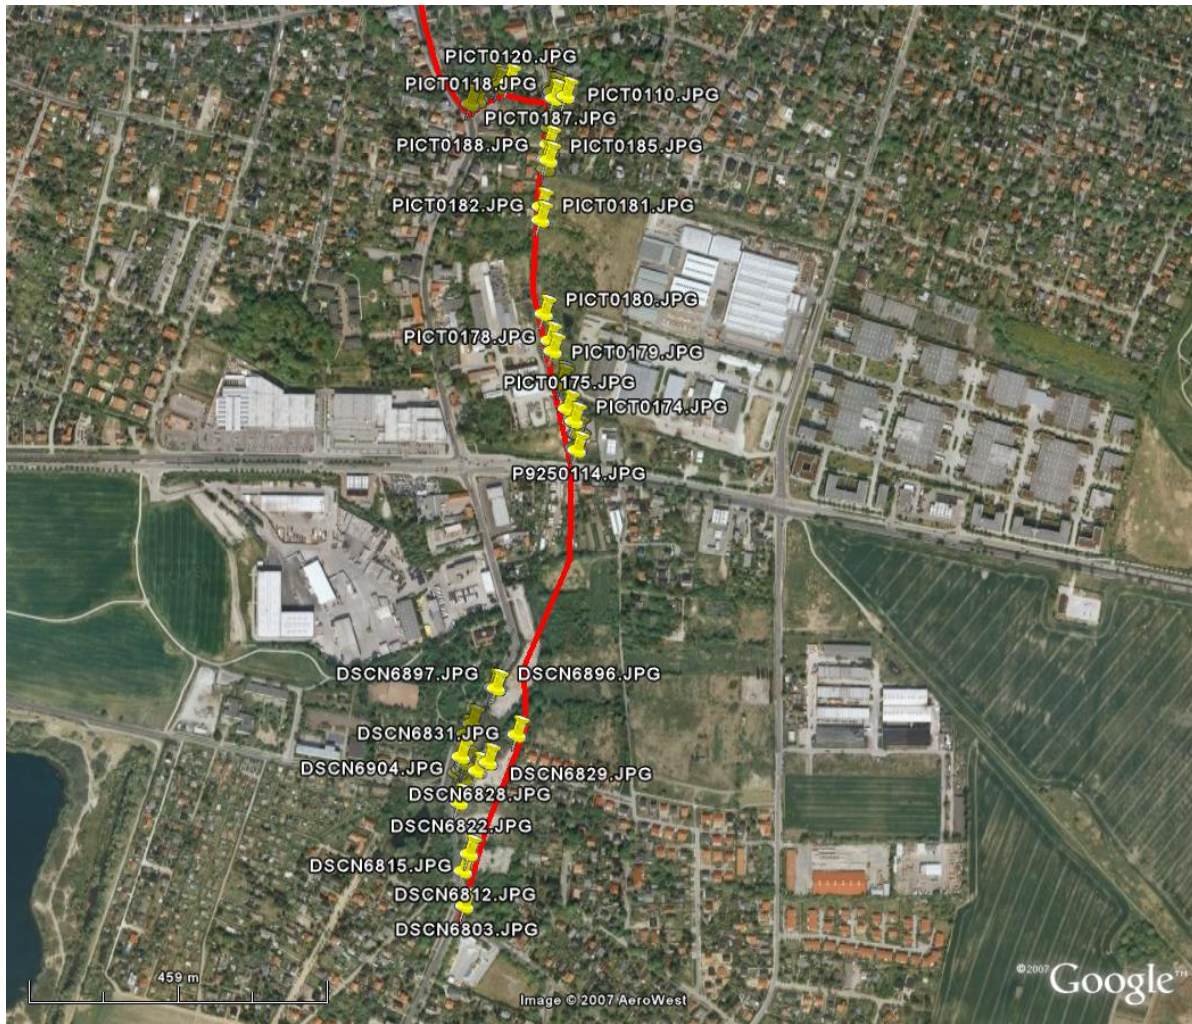 PICT0120.JPG
PICT0118.JPG
PICT0110.JPG
PICT0187.JPG
PICT0188.JPG
PICT0185.JPG
PICT0182.JPG
PICT0181.JPG
PICT0180.JPG
PICT0178.JPG
PICT0179.JPG
PICT0175.JPG
PICT0174.JPG
P9250114.JPG
DSCN6897.JPG
DSCN6896.JPG
DSCN6831.JPG
DSCN6904.JPG
DSCN6829.JPG
DSCN6828.JPG
DSCN6822.JPG
DSCN6815.JPG
DSCN6812.JPG
DSCN6803.JPG
459 m
©2007 Google™
Image © 2007 AeroWest